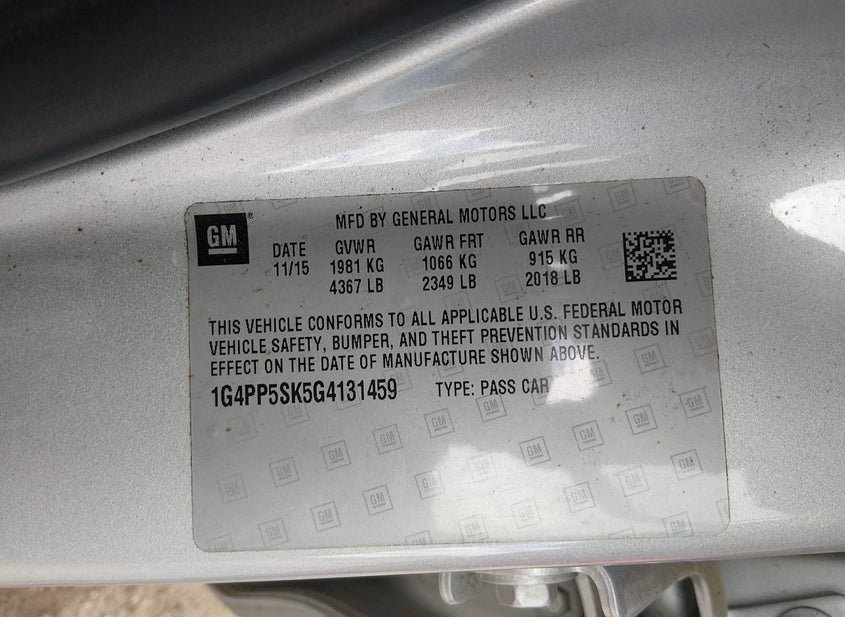 GM
MFD BY GENERAL MOTORS LLC
DATE GVWR GAWR FRT GAWR RR
11/15 1981 KG 1066 KG 915 KG
4367 LB 2349 LB 2018 LB
THIS VEHICLE CONFORMS TO ALL APPLICABLE U.S. FEDERAL MOTOR
VEHICLE SAFETY, BUMPER, AND THEFT PREVENTION STANDARDS IN
EFFECT ON THE DATE OF MANUFACTURE SHOWN ABOVE.
1G4PP5SK5G4131459 TYPE: PASS CAR